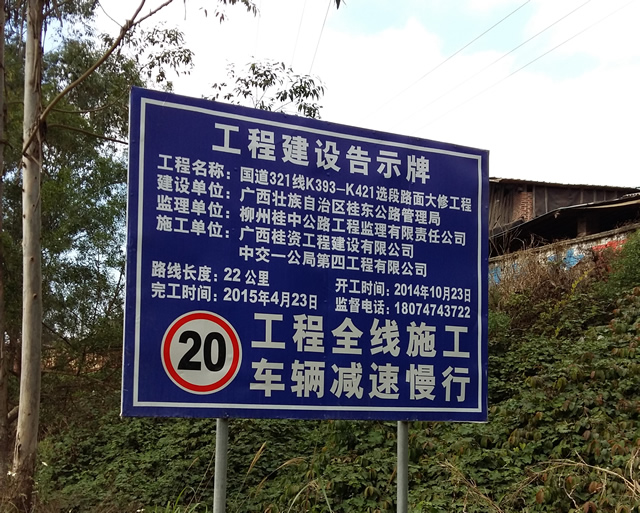 工程建设告示牌
工程名称：国道321线K393-K421选段路面大修工程
建设单位：广西壮族自治区桂东公路管理局
监理单位：柳州桂中公路工程监理有限责任公司
施工单位：广西桂资工程建设有限公司
中交一公局第四工程有限公司
路线长度：22公里 开工时间：2014年10月23日
完工时间：2015年4月23日 监督电话：18074743722
20 工程全线施工
车辆减速慢行